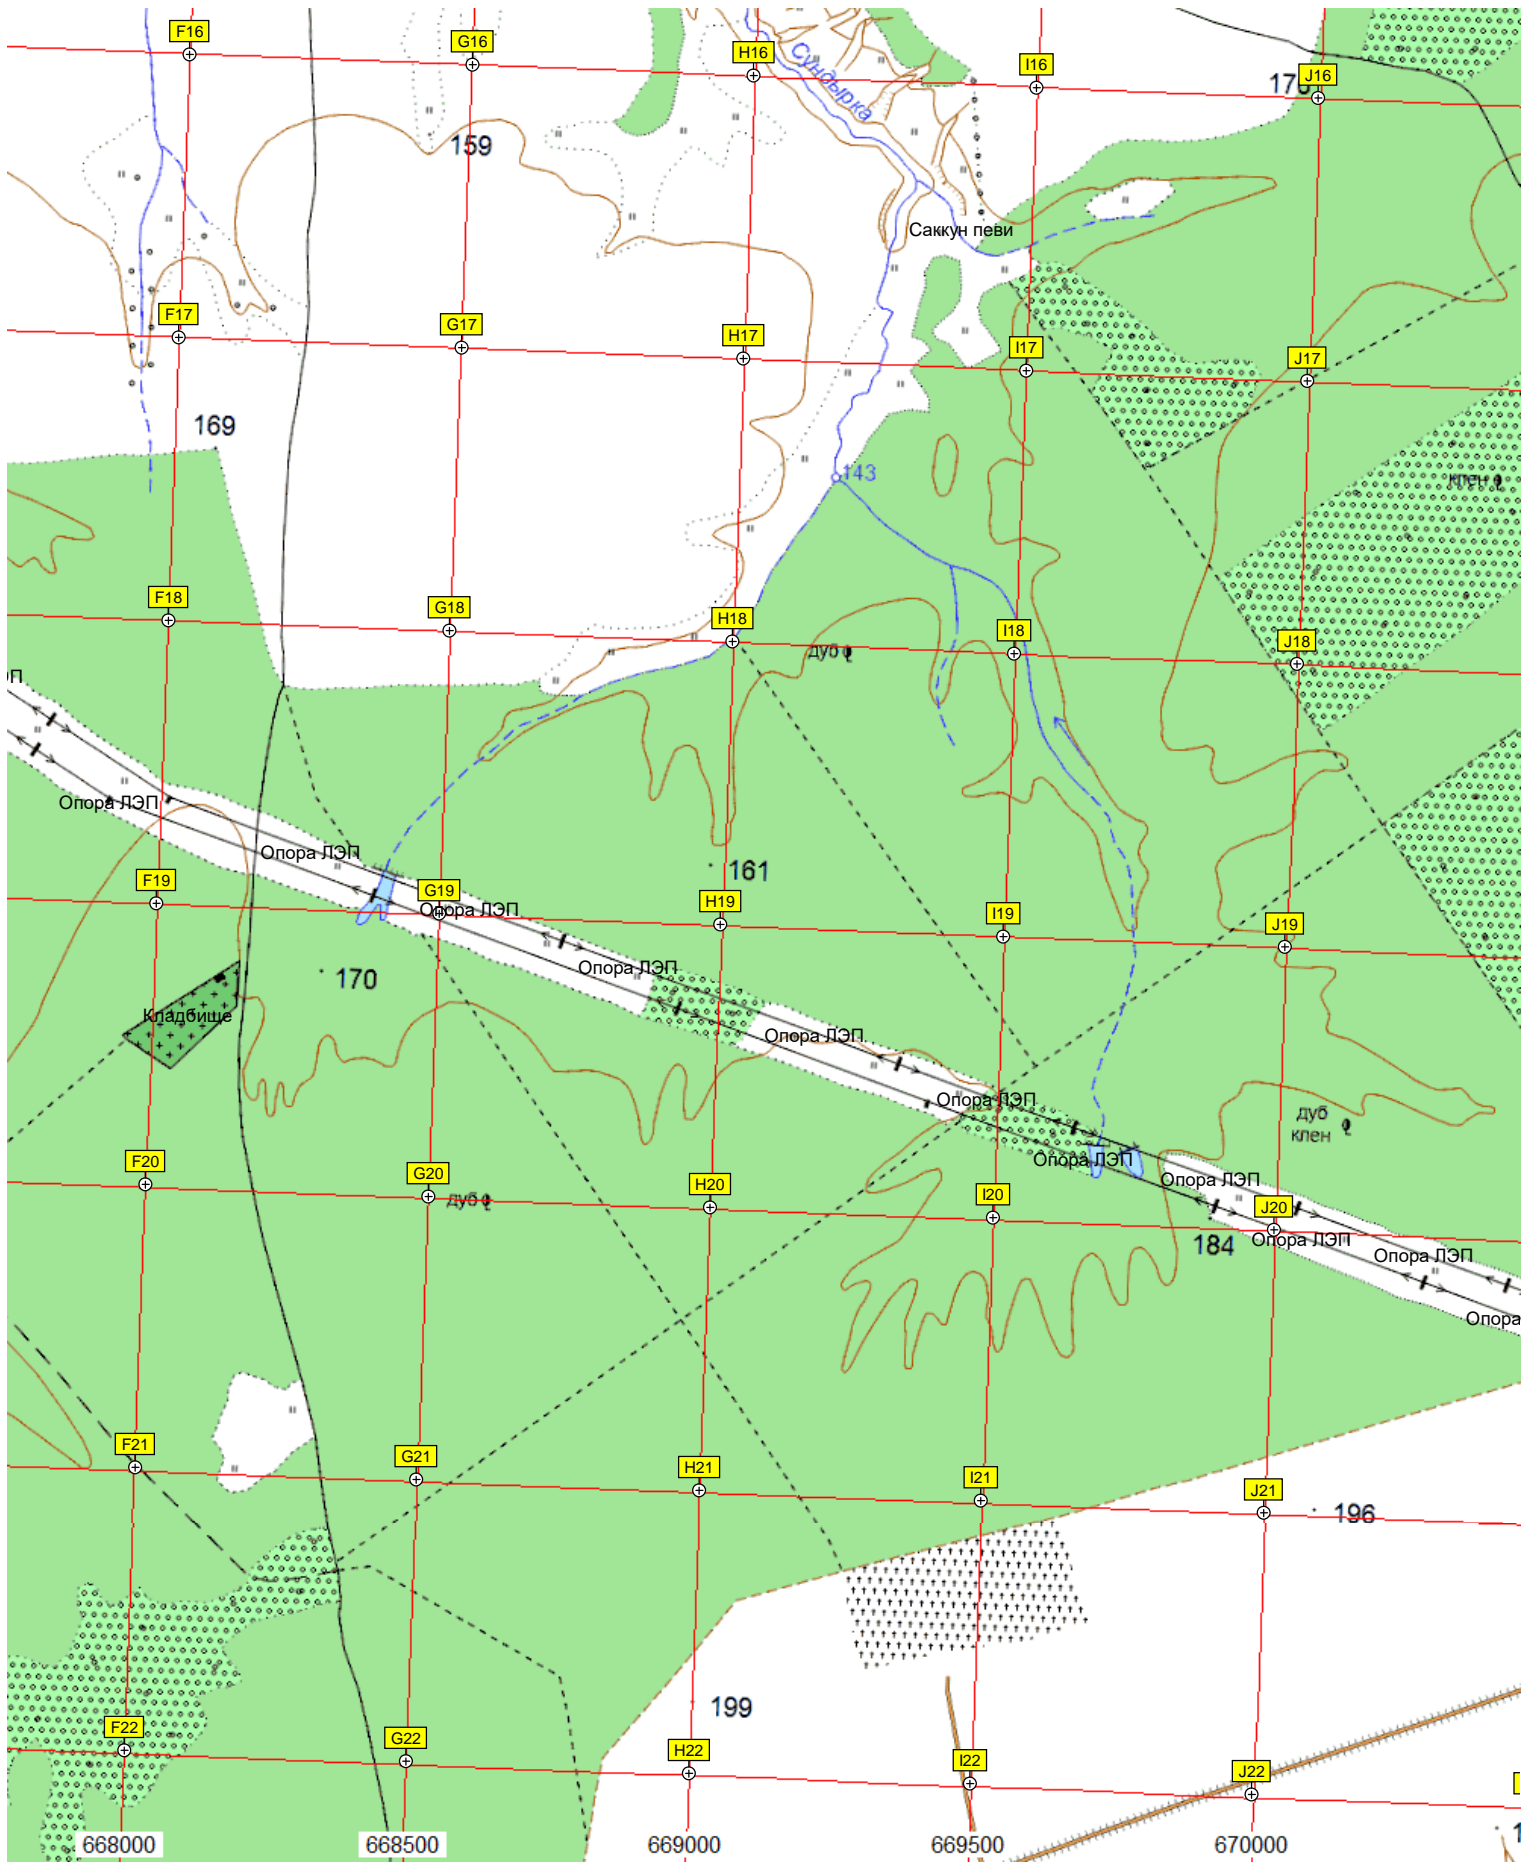 F16
G16
H16
I16
J16
Сундырка
159
Саккун певи
F17
G17
H17
I17
J17
169
143
клен
F18
G18
H18
I18
J18
дуб
Опора ЛЭП
Опора ЛЭП
161
F19
G19
H19
I19
J19
Опора ЛЭП
170
Опора ЛЭП
Кладбище
Опора ЛЭП
Опора ЛЭП
дуб
клен
Опора ЛЭП
F20
G20
H20
I20
J20
Опора ЛЭП
дуб
184
Опора ЛЭП
Опора ЛЭП
Опора
F21
G21
H21
I21
J21
196
199
F22
G22
H22
I22
J22
668000
668500
669000
669500
670000